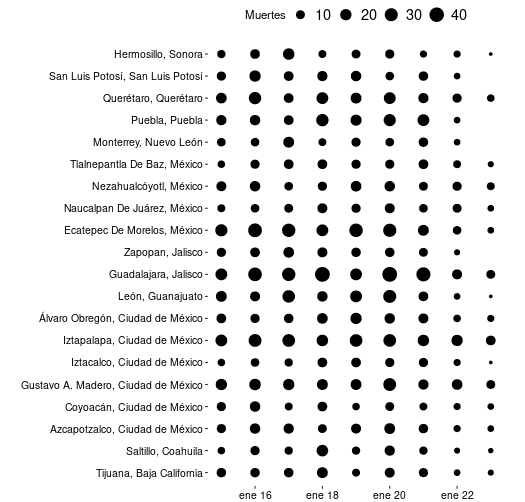 Muertes 10 20 30 40
Hermosillo, Sonora
San Luis Potosí, San Luis Potosí
Querétaro, Querétaro
Puebla, Puebla
Monterrey, Nuevo León
Tlalnepantla De Baz, México
Nezahualcóyotl, México
Naucalpan De Juárez, México
Ecatepec De Morelos, México
Zapopan, Jalisco
Guadalajara, Jalisco
León, Guanajuato
Álvaro Obregón, Ciudad de México
Iztapalapa, Ciudad de México
Iztacalco, Ciudad de México
Gustavo A. Madero, Ciudad de México
Coyoacán, Ciudad de México
Azcapotzalco, Ciudad de México
Saltillo, Coahuila
Tijuana, Baja California
ene 16 ene 18 ene 20 ene 22